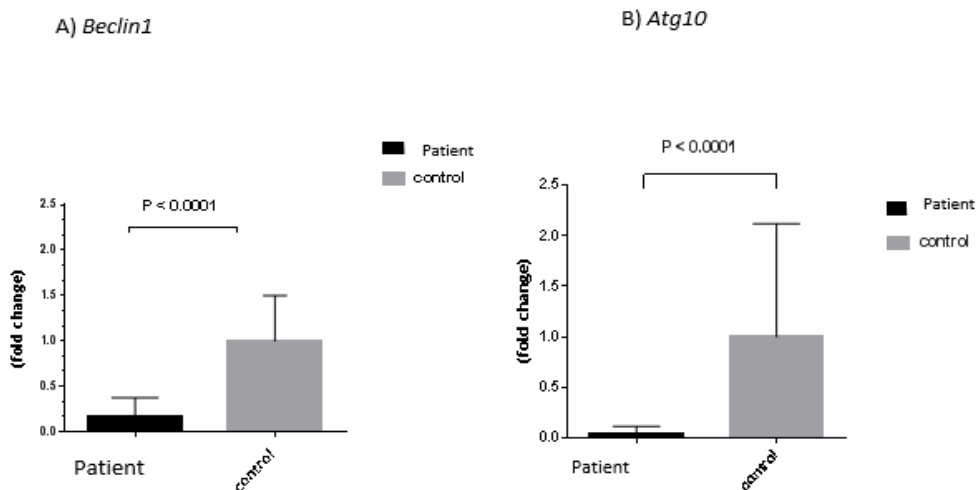 A) Beclin1
Patient
control
P < 0.0001
2.5
2.0
1.5
1.0
0.5
0.0
(fold change)
Patient
control
B) Atg10
P < 0.0001
Patient
control
2.5
2.0
1.5
1.0
0.5
0.0
(fold change)
Patient
control